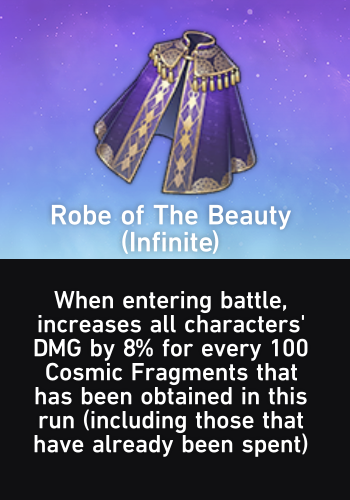 Robe of The Beauty
(Infinite)
When entering battle,
increases all characters'
DMG by 8% for every 100
Cosmic Fragments that
has been obtained in this
run (including those that
have already been spent)